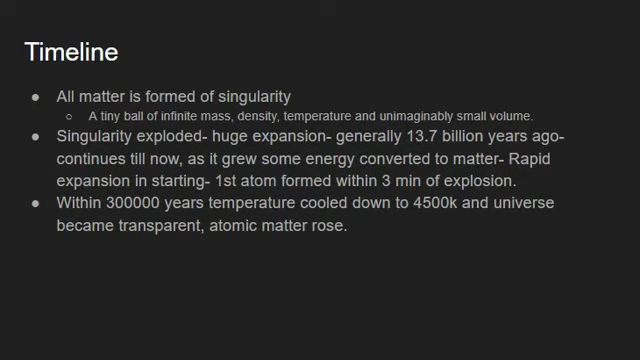 Timeline
● All matter is formed of singularity
○ A tiny ball of infinite mass, density, temperature and unimaginably small volume.
● Singularity exploded- huge expansion- generally 13.7 billion years ago-
continues till now, as it grew some energy converted to matter- Rapid
expansion in starting- 1st atom formed within 3 min of explosion.
● Within 300000 years temperature cooled down to 4500k and universe
became transparent, atomic matter rose.